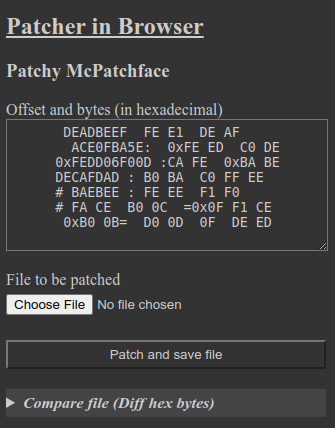 Patcher in Browser
Patchy McPatchface
Offset and bytes (in hexadecimal)
DEADBEEF FE E1 DE AF
ACE0FBA5E: 0xFE ED C0 DE
0xFEDD06F00D :CA FE 0xBA BE
DECAFDAD : B0 BA C0 FF EE
# BAEBEE : FE EE F1 F0
# FA CE B0 0C =0x0F F1 CE
0xB0 0B= D0 0D 0F DE ED
File to be patched
Choose File No file chosen
Patch and save file
Compare file (Diff hex bytes)